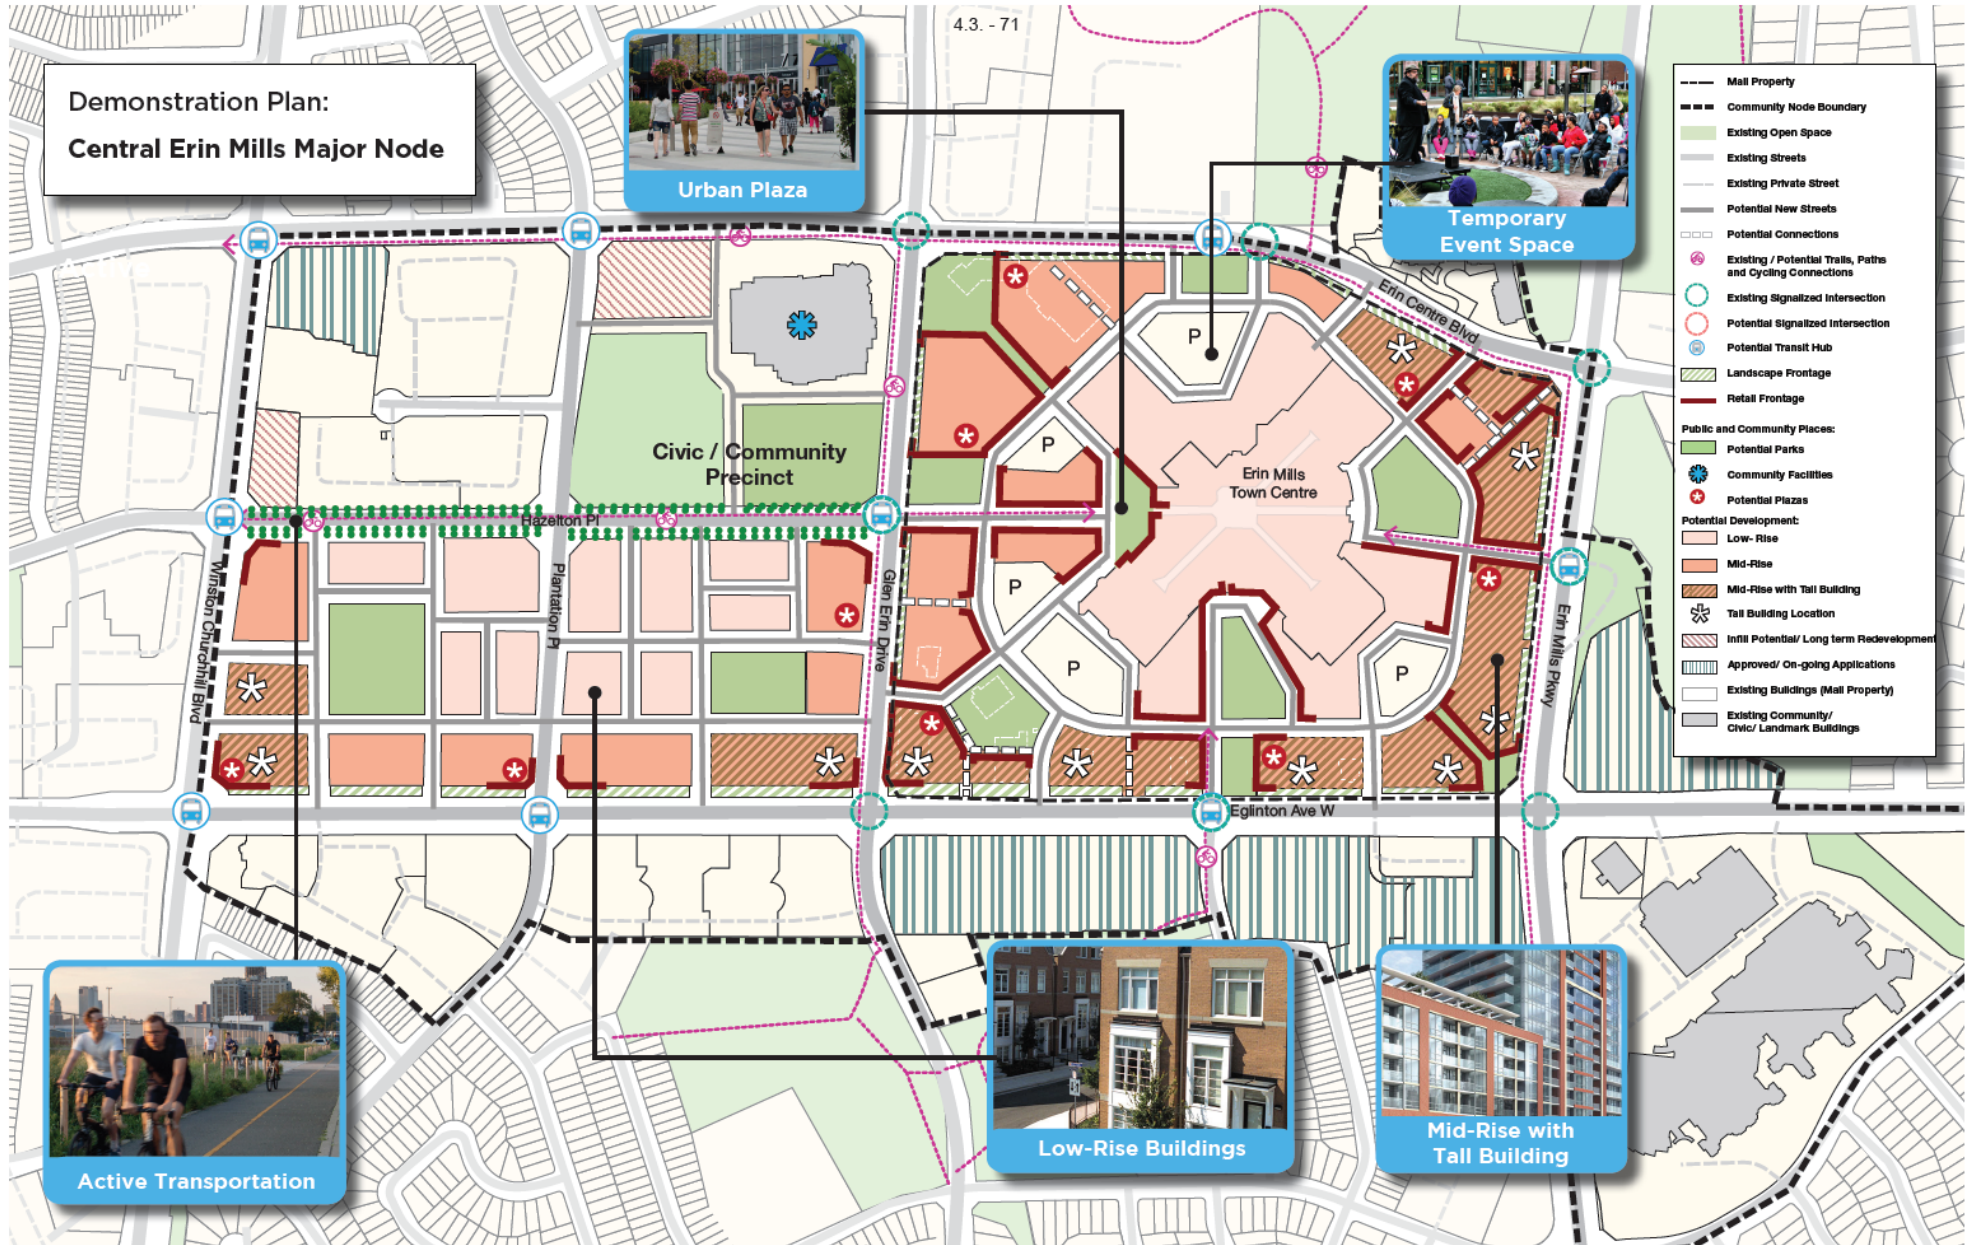 4.3. - 71
Demonstration Plan:
Central Erin Mills Major Node
Urban Plaza
Temporary
Event Space
Mall Property
Community Node Boundary
Existing Open Space
Existing Streets
Existing Private Street
Potential New Streets
Potential Connections
Existing / Potential Trails, Paths
and Cycling Connections
Existing Signalized Intersection
Potential Signalized Intersection
Potential Transit Hub
Landscape Frontage
Retail Frontage
Public and Community Places:
Potential Parks
Community Facilities
Potential Plazas
Potential Development:
Low- Rise
Mid-Rise
Mid-Rise with Tall Building
Tall Building Location
Infill Potential/ Long term Redevelopment
Approved/ On-going Applications
Existing Buildings (Mall Property)
Existing Community/
Civic/ Landmark Buildings
Active
Erin Centre Blvd
P
P
Civic / Community
Precinct
Erin Mills
Town Centre
Hazelton Pl
Winston Churchill Blvd
Plantation Pl
Glen Erin Drive
Erin Mills Pkwy
P
P
P
Eglinton Ave W
Active Transportation
Low-Rise Buildings
Mid-Rise with
Tall Building